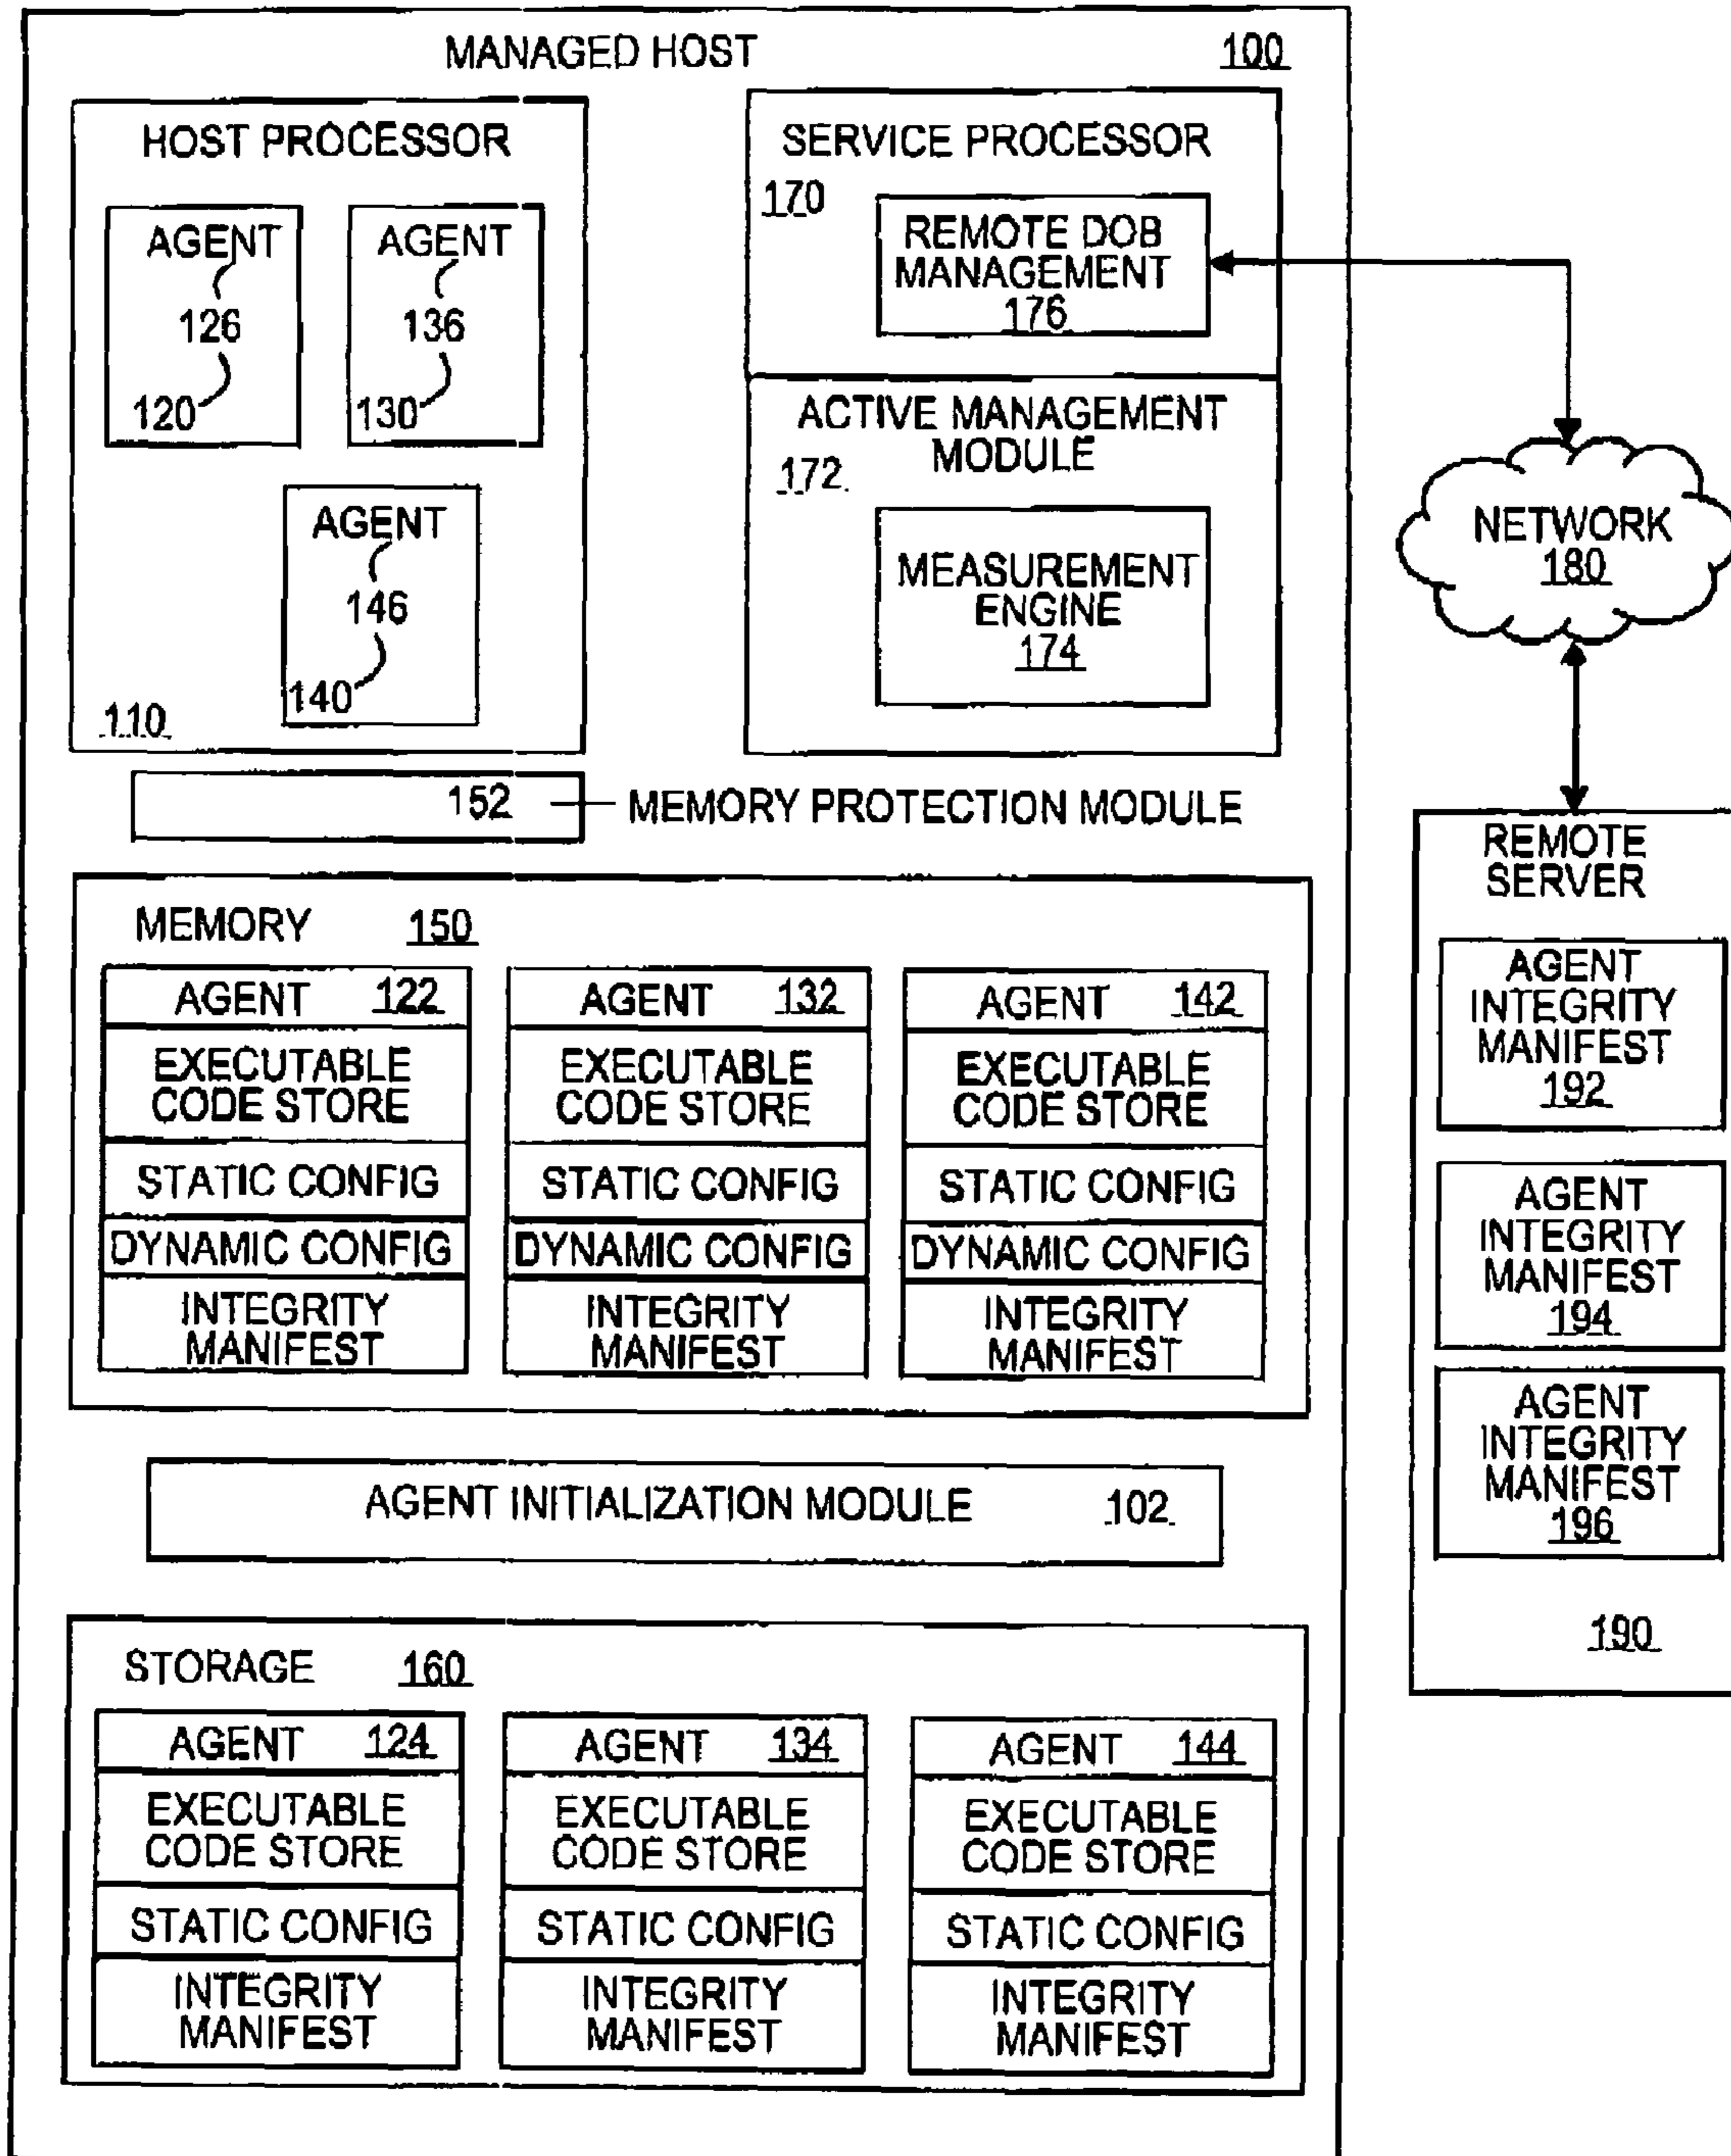 MANAGED HOST 100
HOST PROCESSOR
AGENT
126
120
AGENT
136
130
AGENT
146
140
110
SERVICE PROCESSOR
170
REMOTE OOB
MANAGEMENT
176
ACTIVE MANAGEMENT
MODULE
172
MEASUREMENT
ENGINE
174
NETWORK
180
152
MEMORY PROTECTION MODULE
MEMORY 150
AGENT 122
EXECUTABLE
CODE STORE
STATIC CONFIG
DYNAMIC CONFIG
INTEGRITY
MANIFEST
AGENT 132
EXECUTABLE
CODE STORE
STATIC CONFIG
DYNAMIC CONFIG
INTEGRITY
MANIFEST
AGENT 142
EXECUTABLE
CODE STORE
STATIC CONFIG
DYNAMIC CONFIG
INTEGRITY
MANIFEST
AGENT INITIALIZATION MODULE 102
STORAGE 160
AGENT 124
EXECUTABLE
CODE STORE
STATIC CONFIG
INTEGRITY
MANIFEST
AGENT 134
EXECUTABLE
CODE STORE
STATIC CONFIG
INTEGRITY
MANIFEST
AGENT 144
EXECUTABLE
CODE STORE
STATIC CONFIG
INTEGRITY
MANIFEST
REMOTE
SERVER
AGENT
INTEGRITY
MANIFEST
192
AGENT
INTEGRITY
MANIFEST
194
AGENT
INTEGRITY
MANIFEST
196
190